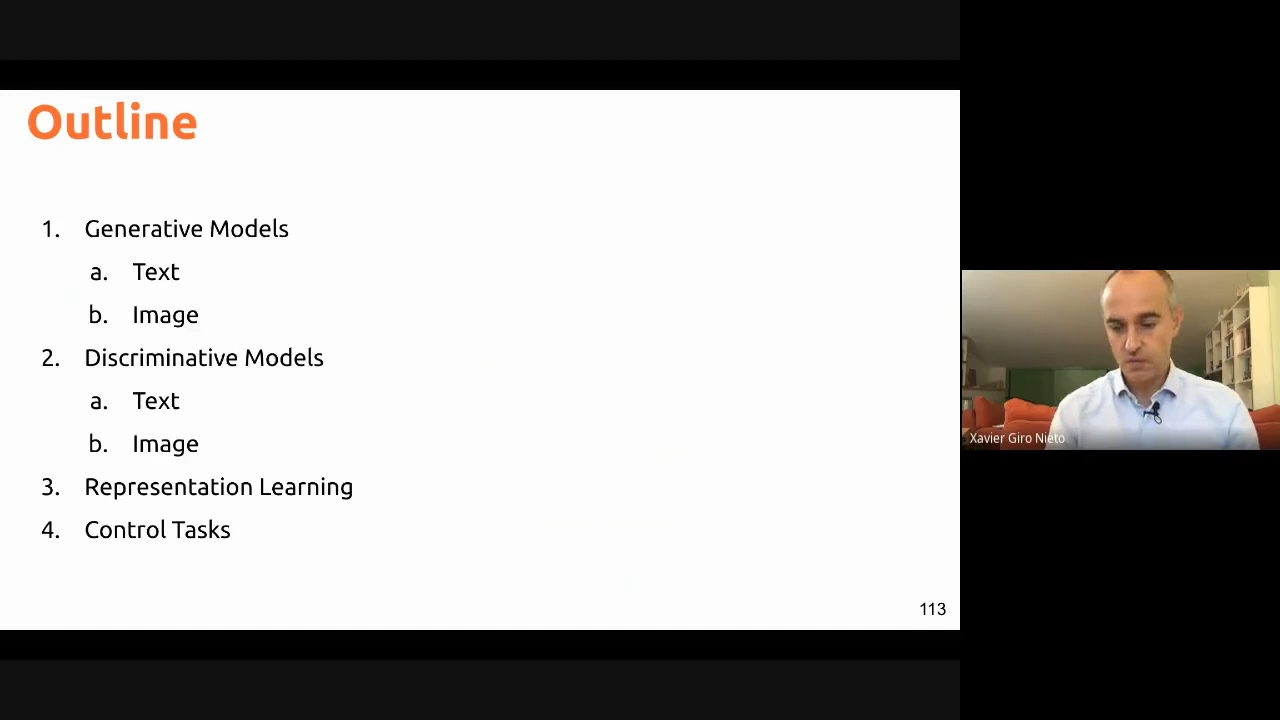 Outline
1. Generative Models
a. Text
b. Image
2. Discriminative Models
a. Text
b. Image
3. Representation Learning
4. Control Tasks
113
Xavier Giro Nieto